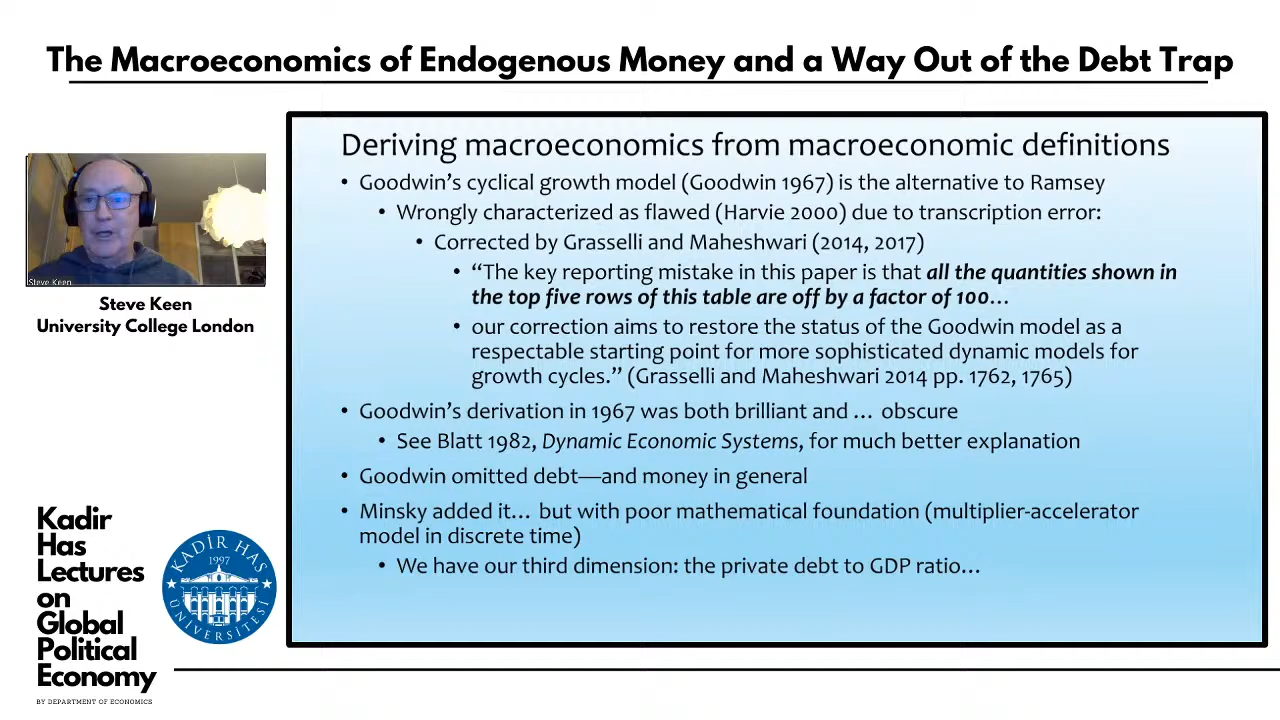 The Macroeconomics of Endogenous Money and a Way Out of the Debt Trap
Steve Keen
Steve Keen
University College London
Deriving macroeconomics from macroeconomic definitions
• Goodwin’s cyclical growth model (Goodwin 1967) is the alternative to Ramsey
• Wrongly characterized as flawed (Harvie 2000) due to transcription error:
• Corrected by Grasselli and Maheshwari (2014, 2017)
• “The key reporting mistake in this paper is that all the quantities shown in
the top five rows of this table are off by a factor of 100…
• our correction aims to restore the status of the Goodwin model as a
respectable starting point for more sophisticated dynamic models for
growth cycles.” (Grasselli and Maheshwari 2014 pp. 1762, 1765)
• Goodwin’s derivation in 1967 was both brilliant and … obscure
• See Blatt 1982, Dynamic Economic Systems, for much better explanation
• Goodwin omitted debt—and money in general
• Minsky added it… but with poor mathematical foundation (multiplier-accelerator
model in discrete time)
• We have our third dimension: the private debt to GDP ratio…
Kadir
Has
Lectures
on
Global
Political
Economy
BY DEPARTMENT OF ECONOMICS
KADİR HAS
1997
ÜNİVERSİTESİ